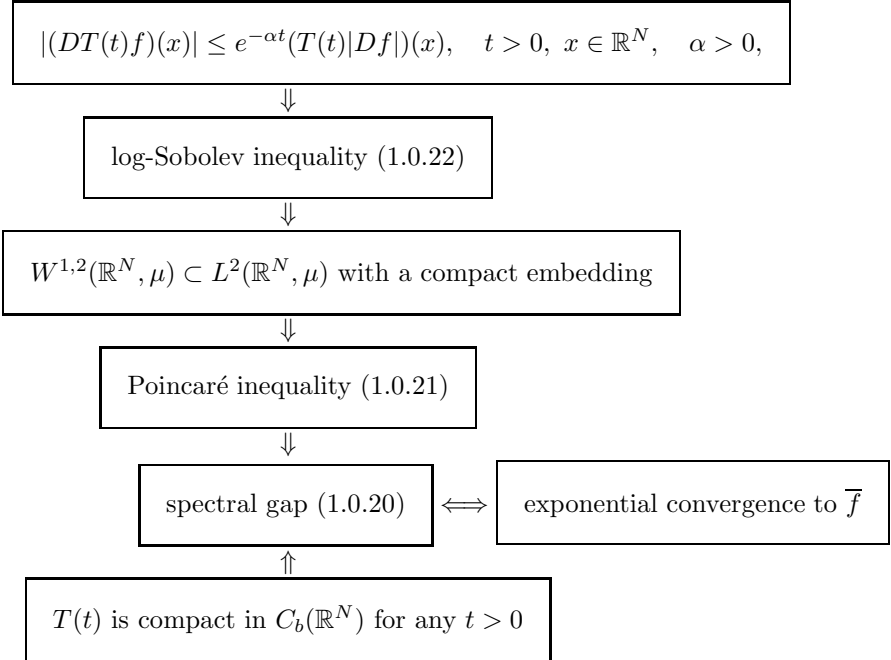 |(DT(t)f)(x)| ≤ e^{−αt}(T(t)|Df|)(x), t > 0, x ∈ ℝ^N, α > 0,
⇓
log-Sobolev inequality (1.0.22)
⇓
W^{1,2}(ℝ^N, μ) ⊂ L^2(ℝ^N, μ) with a compact embedding
⇓
Poincaré inequality (1.0.21)
⇓
spectral gap (1.0.20) ⟺ exponential convergence to \overline{f}
⇑
T(t) is compact in C_b(ℝ^N) for any t > 0